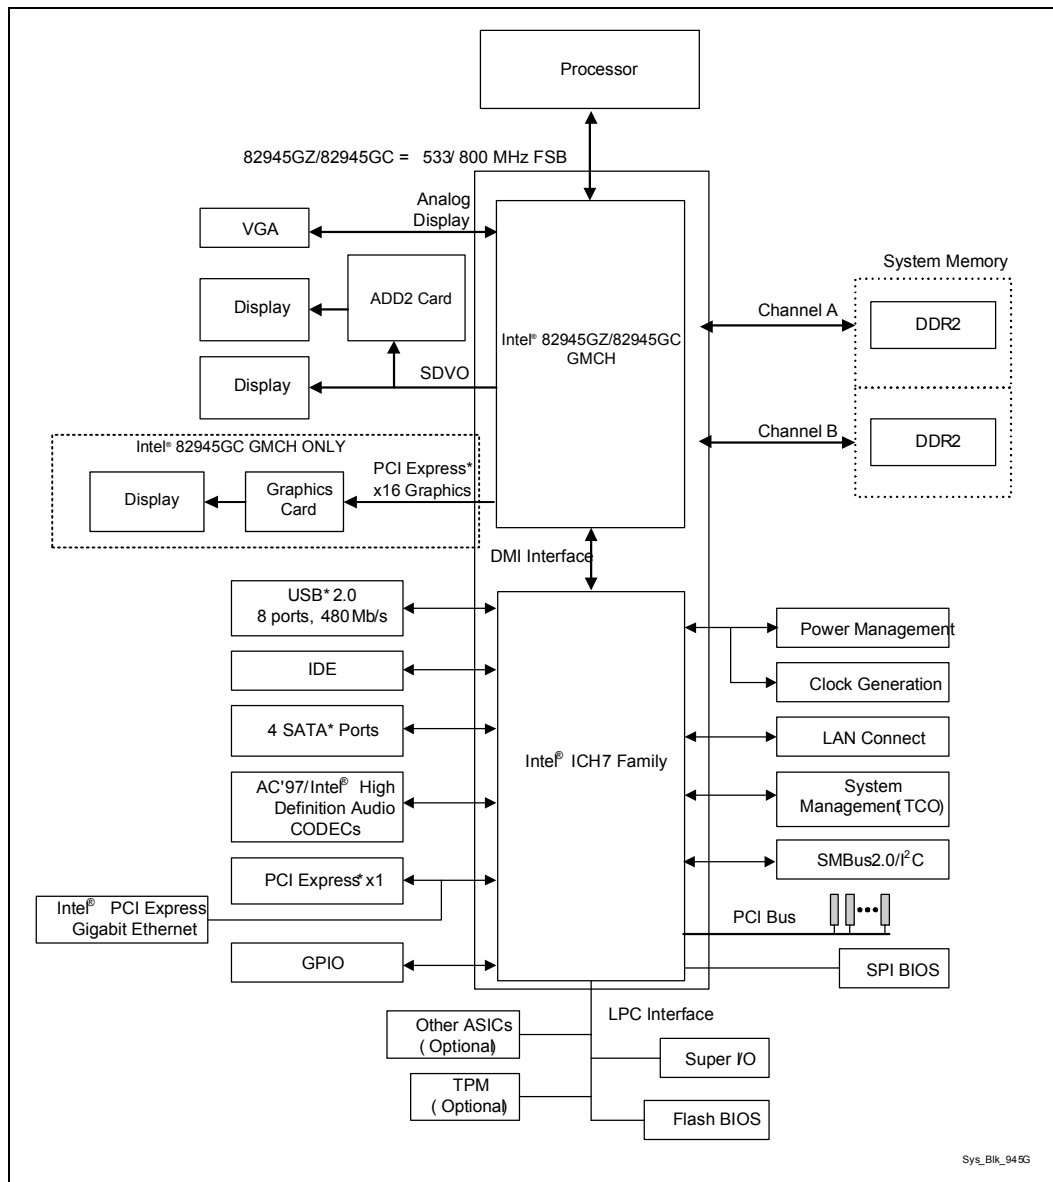 Processor
82945GZ/82945GC = 533/ 800 MHz FSB
Analog
Display
VGA
System Memory
ADD2 Card
Display
Channel A
DDR2
Intel® 82945GZ/82945GC
GMCH
SDVO
Display
Channel B
DDR2
Intel® 82945GC GMCH ONLY
PCI Express*
x16 Graphics
Display
Graphics
Card
DMI Interface
USB* 2.0
8 ports, 480 Mb/s
Power Management
IDE
Clock Generation
4 SATA* Ports
LAN Connect
Intel® ICH7 Family
AC'97/Intel® High
Definition Audio
CODECs
System
Management( TCO)
SMBus2.0/I²C
PCI Express* x1
Intel® PCI Express
Gigabit Ethernet
PCI Bus
GPIO
SPI BIOS
LPC Interface
Other ASICs
( Optional)
Super I/O
TPM
( Optional)
Flash BIOS
Sys_Blk_945G